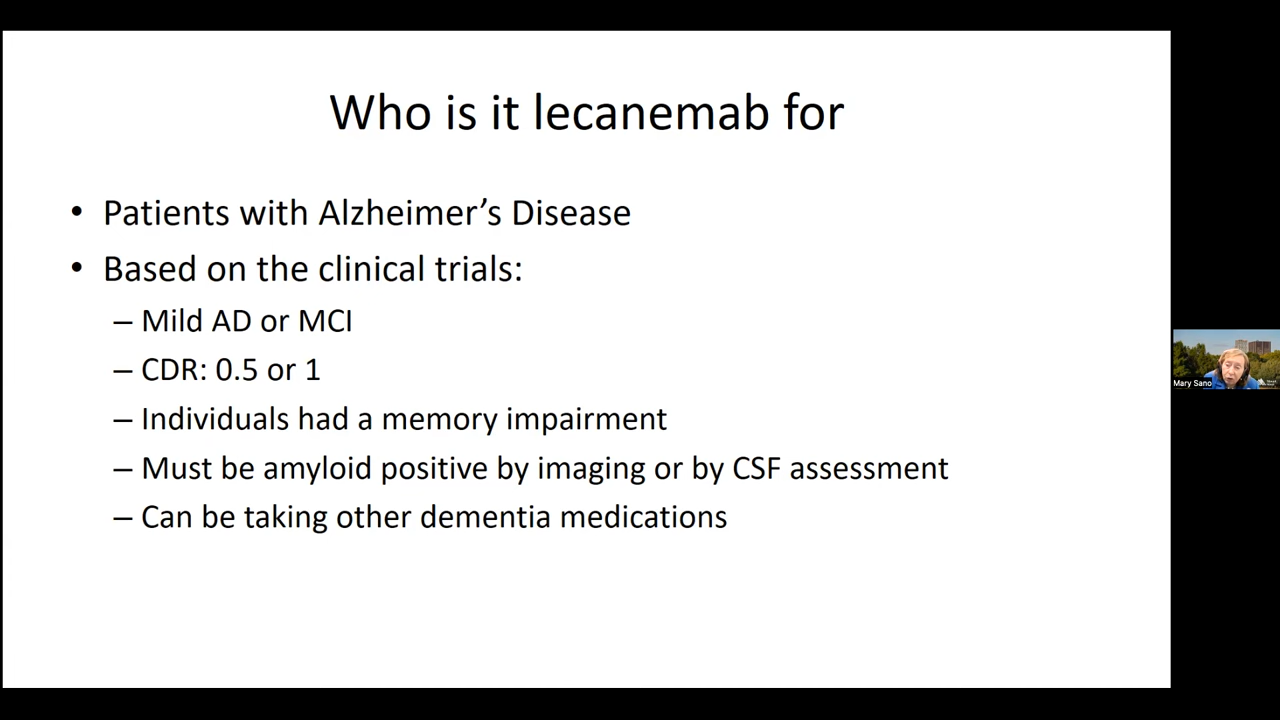 Who is it lecanemab for
• Patients with Alzheimer’s Disease
• Based on the clinical trials:
– Mild AD or MCI
– CDR: 0.5 or 1
– Individuals had a memory impairment
– Must be amyloid positive by imaging or by CSF assessment
– Can be taking other dementia medications
Mary Sano